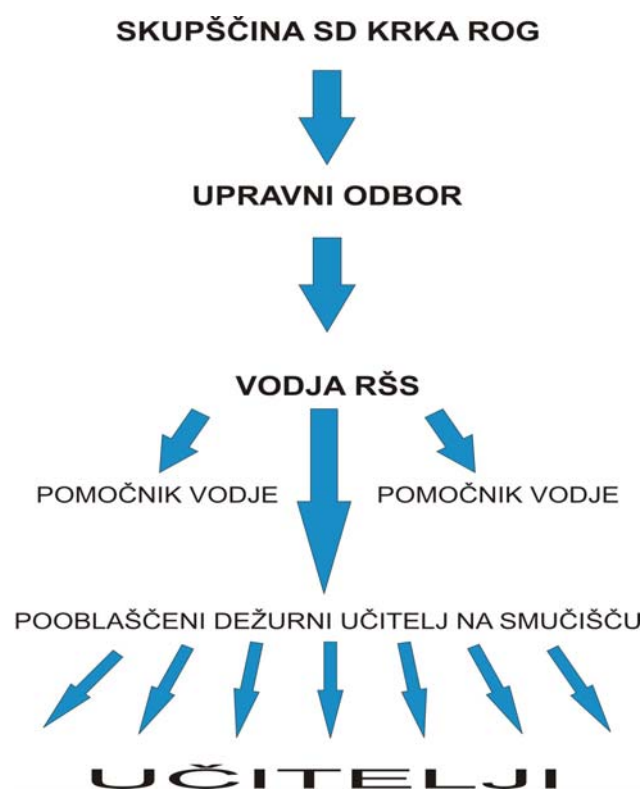 SKUPŠČINA SD KRKA ROG
UPRAVNI ODBOR
VODJA RŠS
POMOČNIK VODJE POMOČNIK VODJE
POOBLAŠČENI DEŽURNI UČITELJ NA SMUČIŠČU
UČITELJI